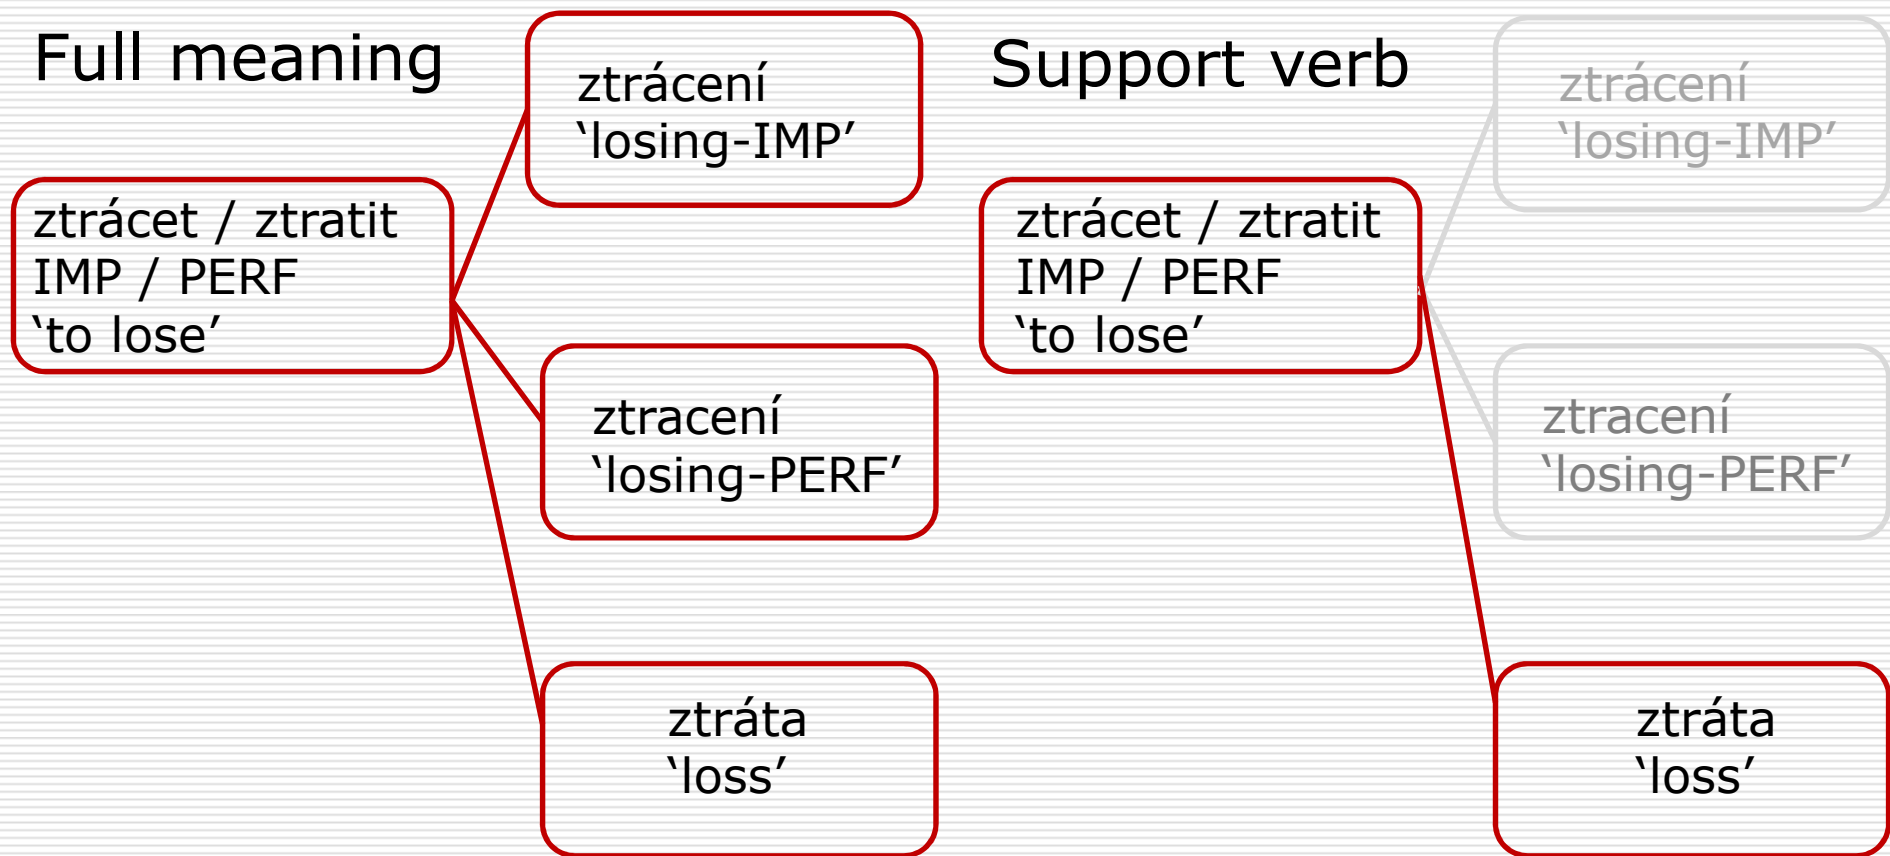 Full meaning
ztrácet / ztratit
IMP / PERF
‘to lose’
ztrácení
‘losing-IMP’
ztracení
‘losing-PERF’
ztráta
‘loss’
Support verb
ztrácet / ztratit
IMP / PERF
‘to lose’
ztrácení
‘losing-IMP’
ztracení
‘losing-PERF’
ztráta
‘loss’